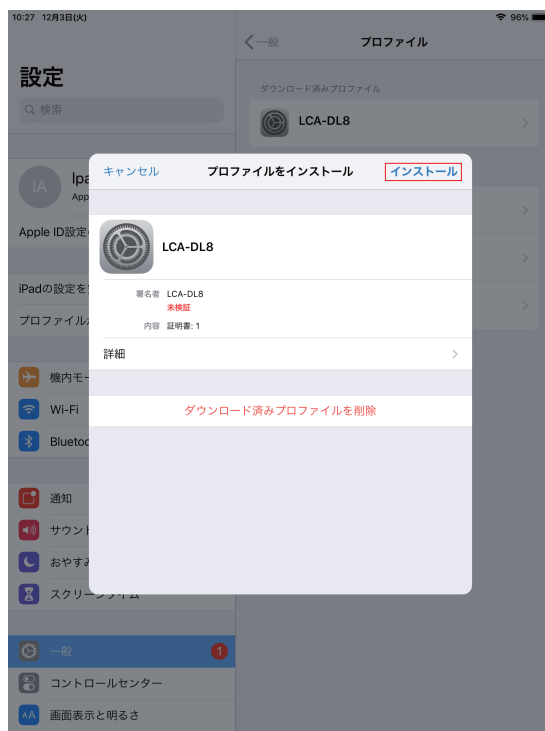 10:27 12月3日(火)
96%
設定
検索
一般
プロファイル
ダウンロード済みプロファイル
LCA-DL8
IA
Ipa
App
Apple ID設定
iPadの設定を
プロファイルが
機内モー
Wi-Fi
Bluetoo
通知
サウント
おやすみ
スクリーンタイム
一般
1
コントロールセンター
AA
画面表示と明るさ
キャンセル
プロファイルをインストール
インストール
LCA-DL8
署名者 LCA-DL8
未検証
内容 証明書: 1
詳細
ダウンロード済みプロファイルを削除